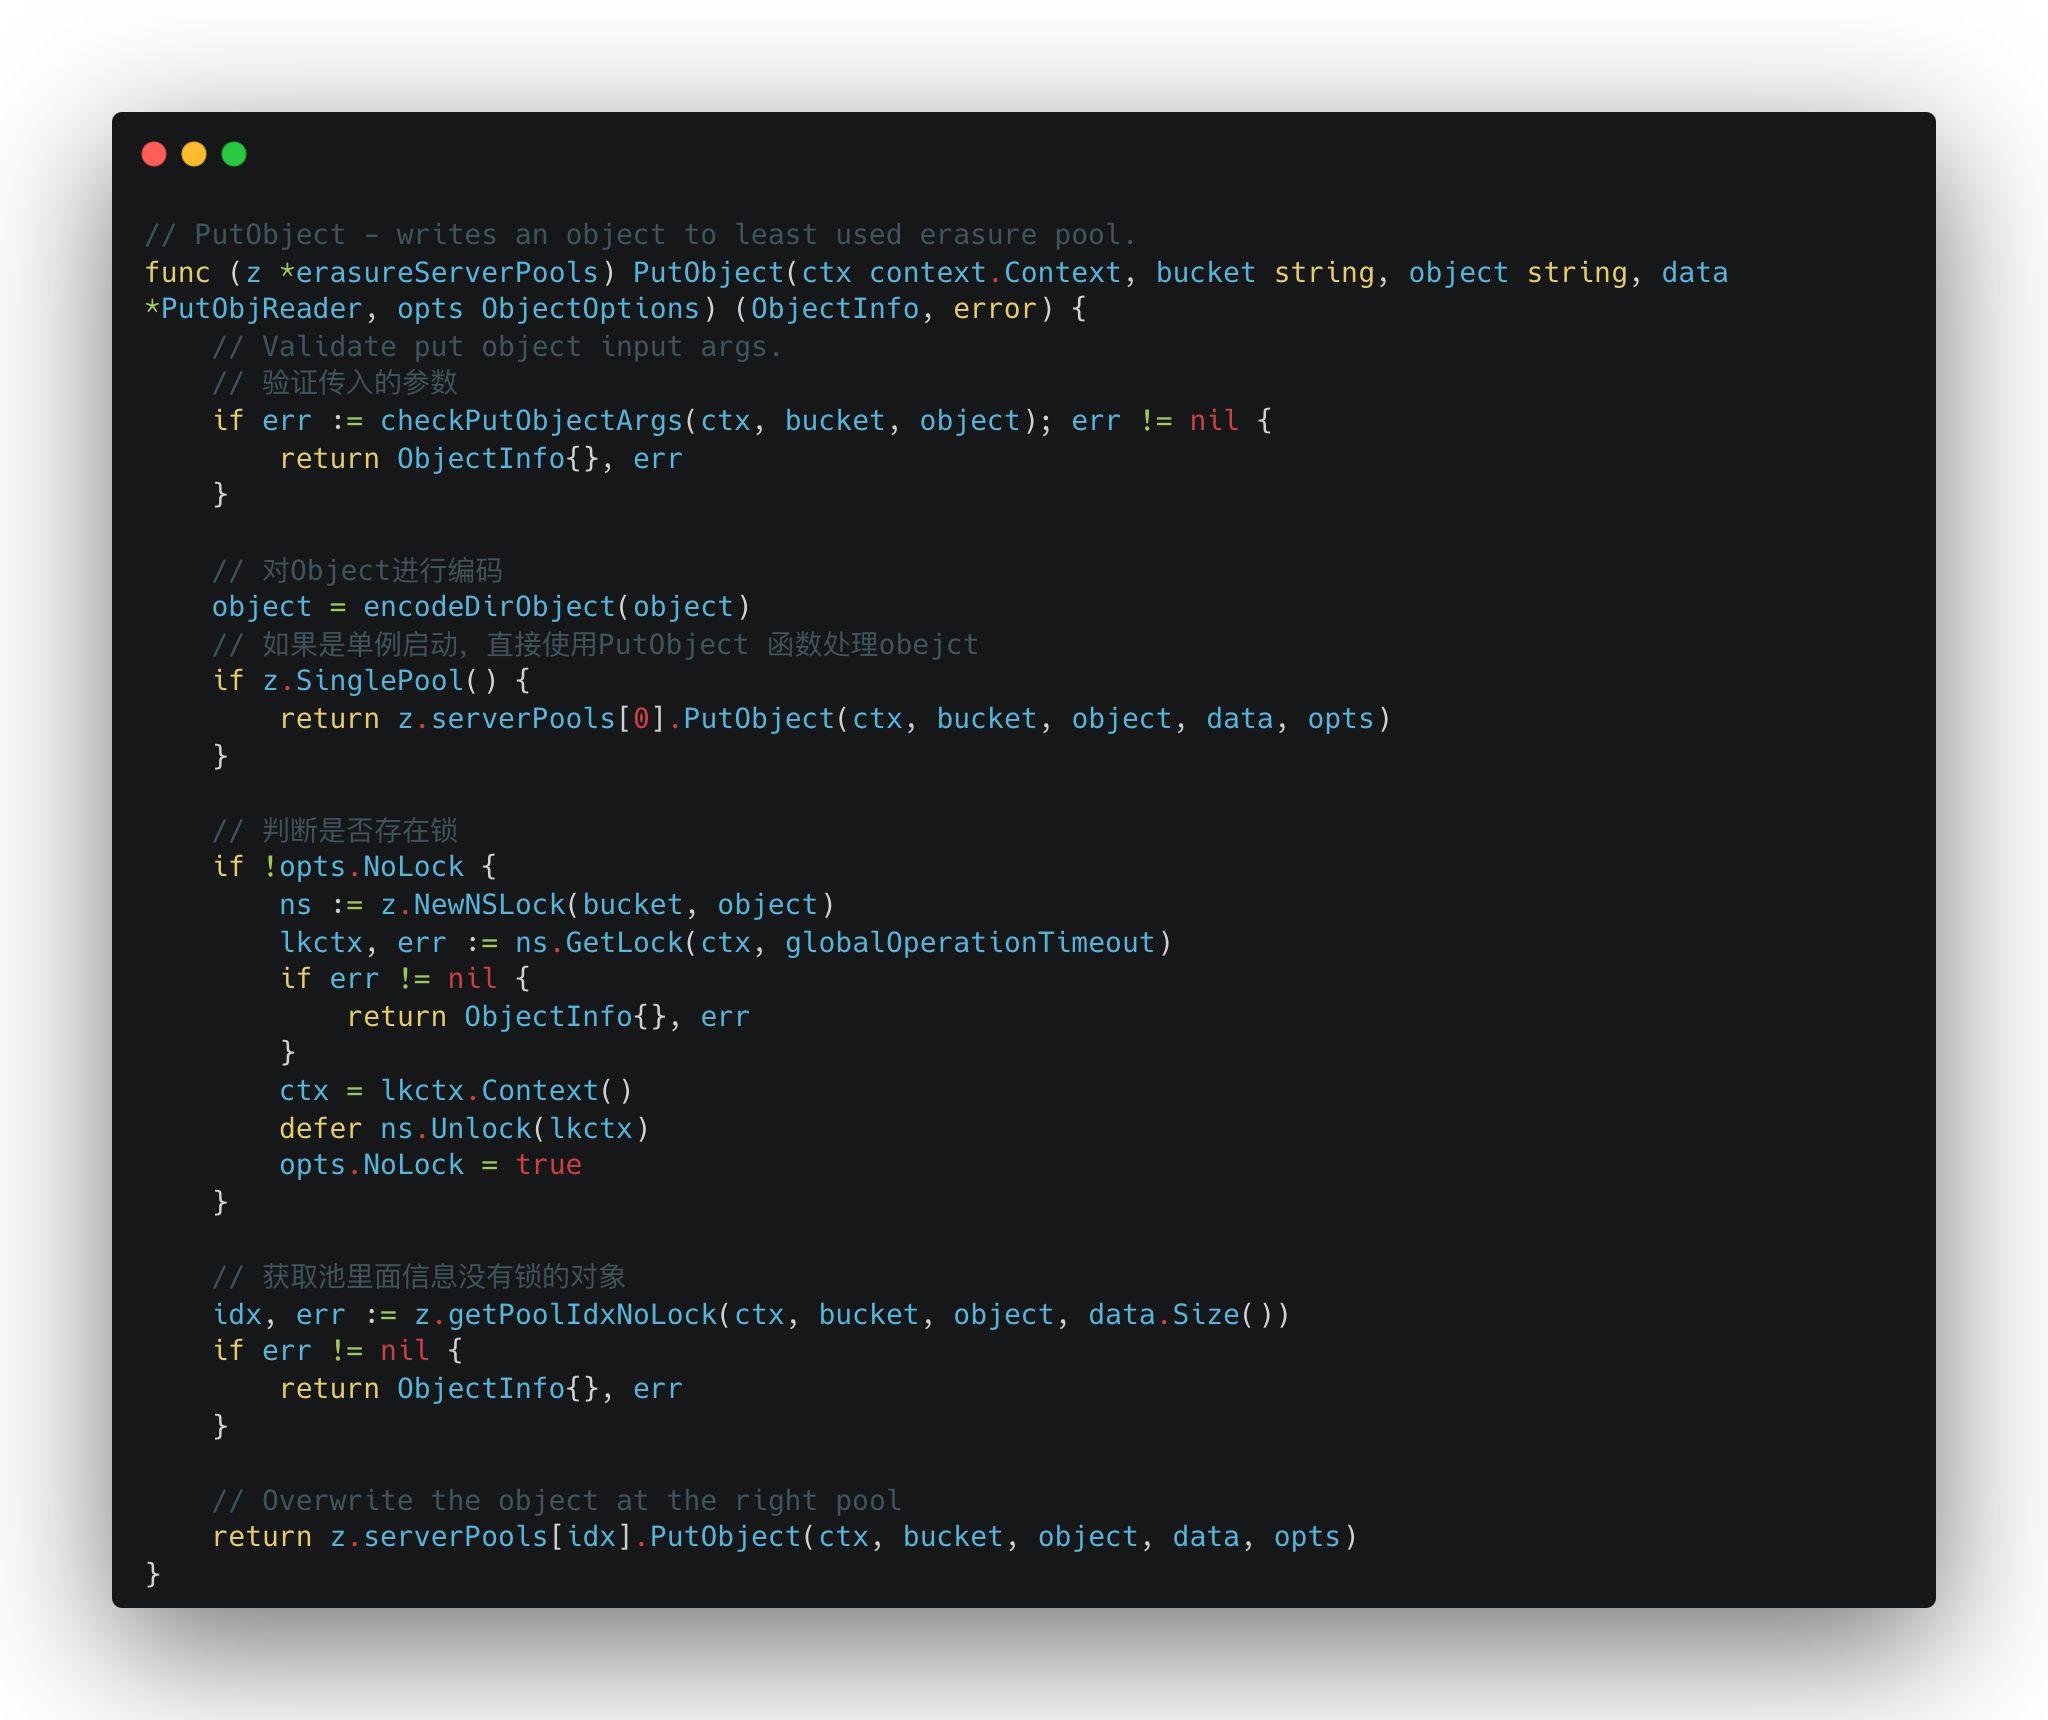 // PutObject - writes an object to least used erasure pool.
func (z *erasureServerPools) PutObject(ctx context.Context, bucket string, object string, data
*PutObjReader, opts ObjectOptions) (ObjectInfo, error) {
    // Validate put object input args.
    // 验证传入的参数
    if err := checkPutObjectArgs(ctx, bucket, object); err != nil {
        return ObjectInfo{}, err
    }

    // 对Object进行编码
    object = encodeDirObject(object)
    // 如果是单例启动，直接使用PutObject 函数处理obejct
    if z.SinglePool() {
        return z.serverPools[0].PutObject(ctx, bucket, object, data, opts)
    }

    // 判断是否存在锁
    if !opts.NoLock {
        ns := z.NewNSLock(bucket, object)
        lkctx, err := ns.GetLock(ctx, globalOperationTimeout)
        if err != nil {
            return ObjectInfo{}, err
        }
        ctx = lkctx.Context()
        defer ns.Unlock(lkctx)
        opts.NoLock = true
    }

    // 获取池里面信息没有锁的对象
    idx, err := z.getPoolIdxNoLock(ctx, bucket, object, data.Size())
    if err != nil {
        return ObjectInfo{}, err
    }

    // Overwrite the object at the right pool
    return z.serverPools[idx].PutObject(ctx, bucket, object, data, opts)
}